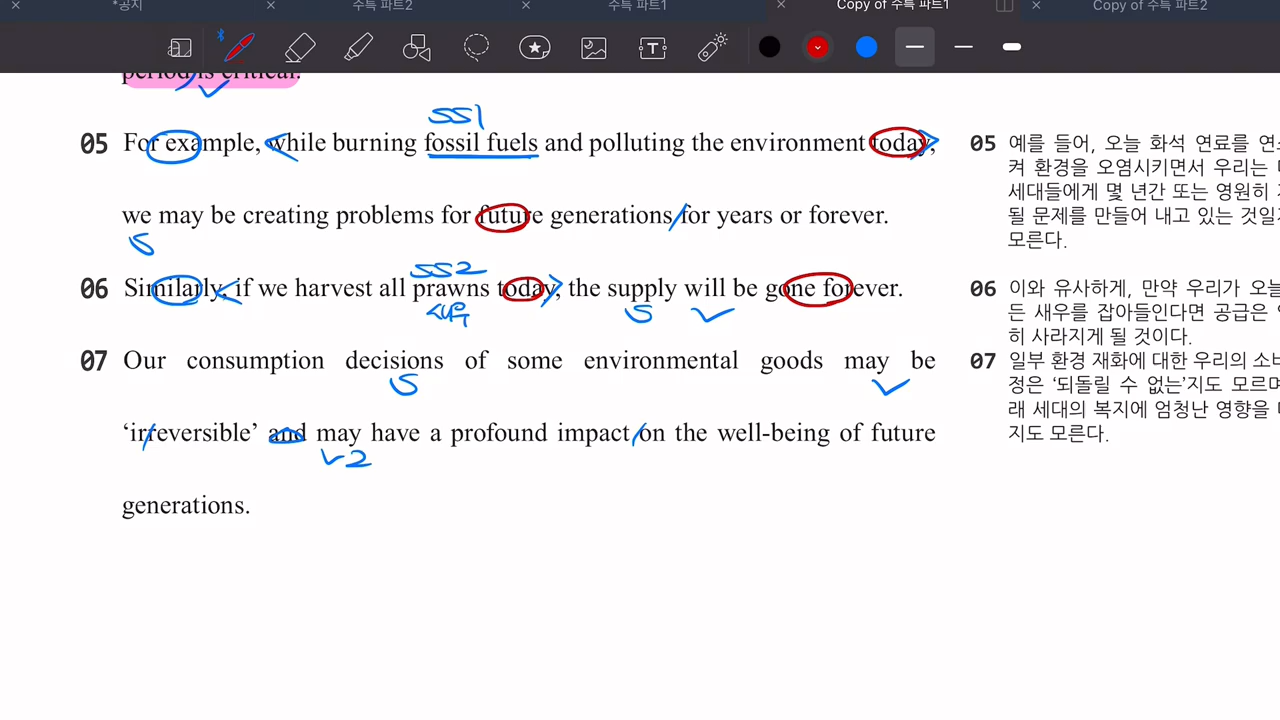 *공지
수특 파트2
수특 파트1
Copy of 수특 파트1
Copy of 수특 파트2
period is critical.
SS1
05 For example, while burning fossil fuels and polluting the environment today,
we may be creating problems for future generations for years or forever.
S
SS2
06 Similarly, if we harvest all prawns today, the supply will be gone forever.
S
07 Our consumption decisions of some environmental goods may be
S
‘irreversible’ and may have a profound impact on the well-being of future
2
generations.
05 예를 들어, 오늘 화석 연료를 연
켜 환경을 오염시키면서 우리는
세대들에게 몇 년간 또는 영원히
될 문제를 만들어 내고 있는 것일
모른다.
06 이와 유사하게, 만약 우리가 오늘
든 새우를 잡아들인다면 공급은
히 사라지게 될 것이다.
07 일부 환경 재화에 대한 우리의 소
정은 ‘되돌릴 수 없는’지도 모르며
래 세대의 복지에 엄청난 영향을
지도 모른다.